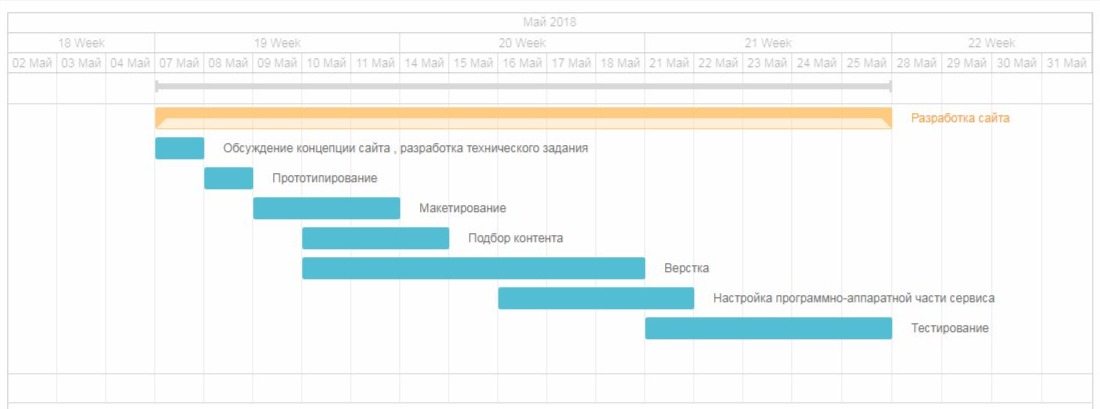 Май 2018
18 Week 19 Week 20 Week 21 Week 22 Week
02 Май 03 Май 04 Май 07 Май 08 Май 09 Май 10 Май 11 Май 14 Май 15 Май 16 Май 17 Май 18 Май 21 Май 22 Май 23 Май 24 Май 25 Май 28 Май 29 Май 30 Май 31 Май
Разработка сайта
Обсуждение концепции сайта , разработка технического задания
Прототипирование
Макетирование
Подбор контента
Верстка
Настройка программно-аппаратной части сервиса
Тестирование